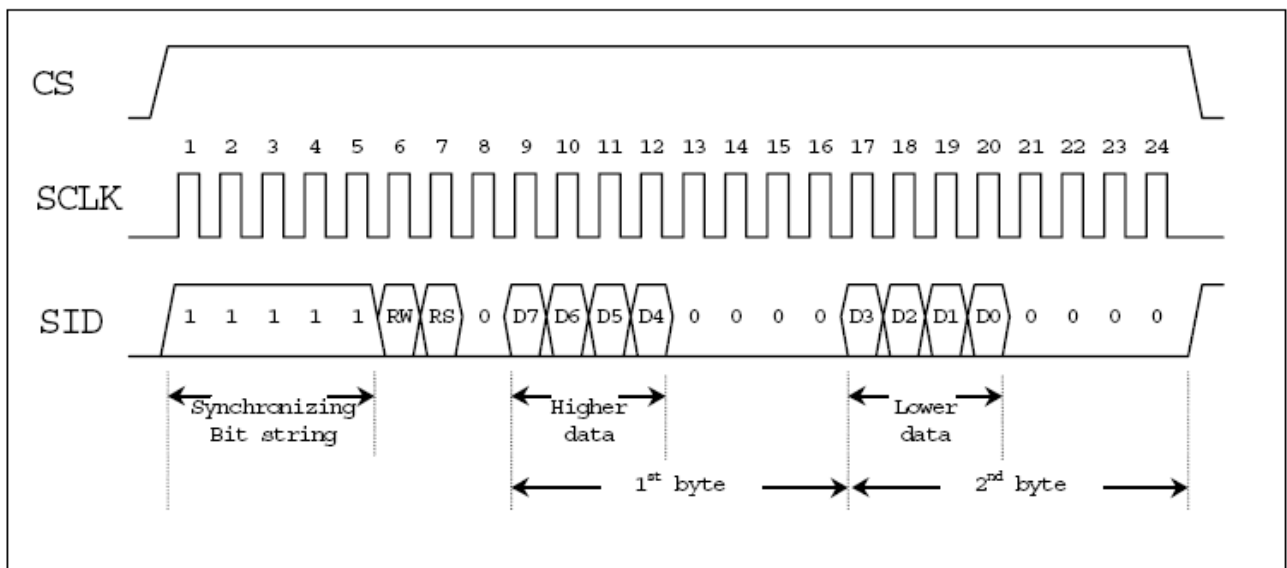 CS
1 2 3 4 5 6 7 8 9 10 11 12 13 14 15 16 17 18 19 20 21 22 23 24
SCLK
SID 1 1 1 1 1 RW RS 0 D7 D6 D5 D4 0 0 0 0 D3 D2 D1 D0 0 0 0 0
Synchronizing Higher Lower
Bit string data data
1st byte 2nd byte